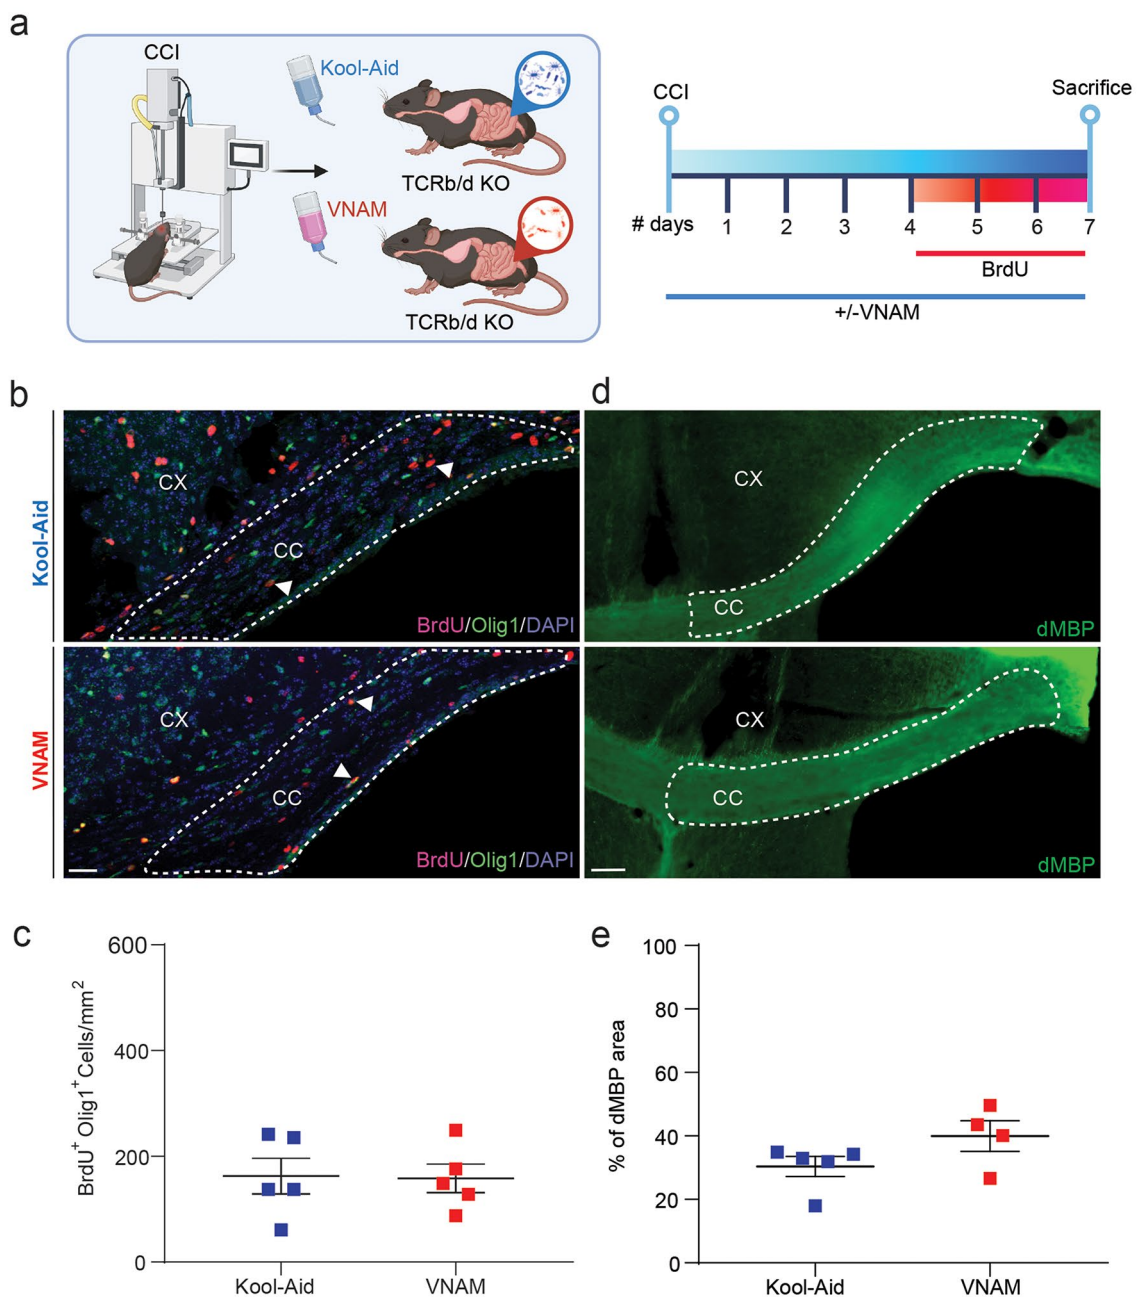 a
CCI
Kool-Aid
TCRb/d KO
VNAM
TCRb/d KO
CCI
Sacrifice
# days 1 2 3 4 5 6 7
BrdU
+/-VNAM
b
Kool-Aid
CX
CC
BrdU/Olig1/DAPI
VNAM
CX
CC
BrdU/Olig1/DAPI
d
CX
CC
dMBP
CX
CC
dMBP
c
BrdU⁺ Olig1⁺ Cells/mm²
600
400
200
0
Kool-Aid VNAM
e
% of dMBP area
100
80
60
40
20
0
Kool-Aid VNAM